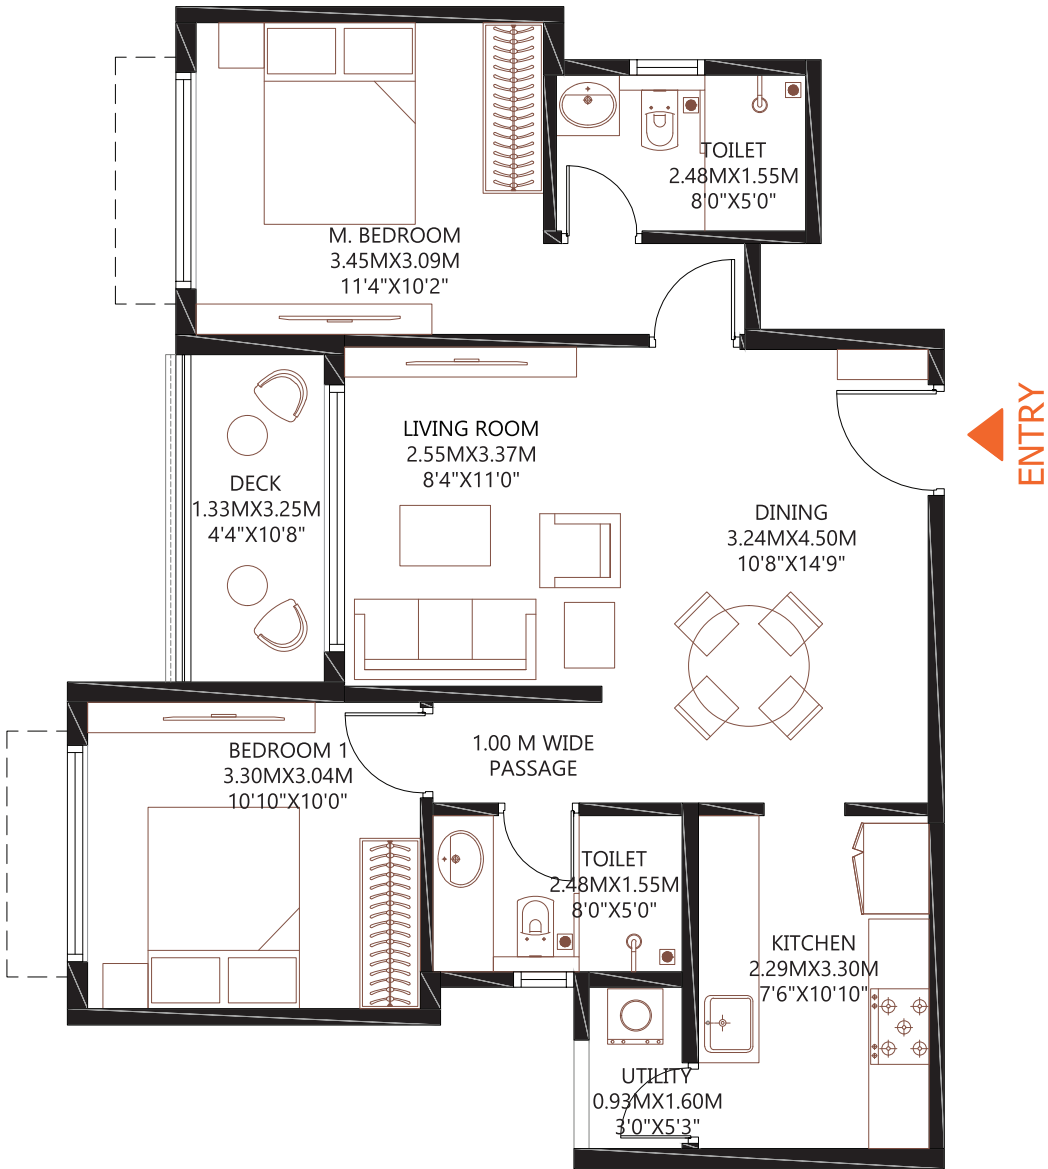 TOILET
2.48MX1.55M
8'0"X5'0"
M. BEDROOM
3.45MX3.09M
11'4"X10'2"
ENTRY
LIVING ROOM
2.55MX3.37M
8'4"X11'0"
DECK
1.33MX3.25M
4'4"X10'8"
DINING
3.24MX4.50M
10'8"X14'9"
1.00 M WIDE
PASSAGE
BEDROOM 1
3.30MX3.04M
10'10"X10'0"
TOILET
2.48MX1.55M
8'0"X5'0"
KITCHEN
2.29MX3.30M
7'6"X10'10"
UTILITY
0.93MX1.60M
3'0"X5'3"